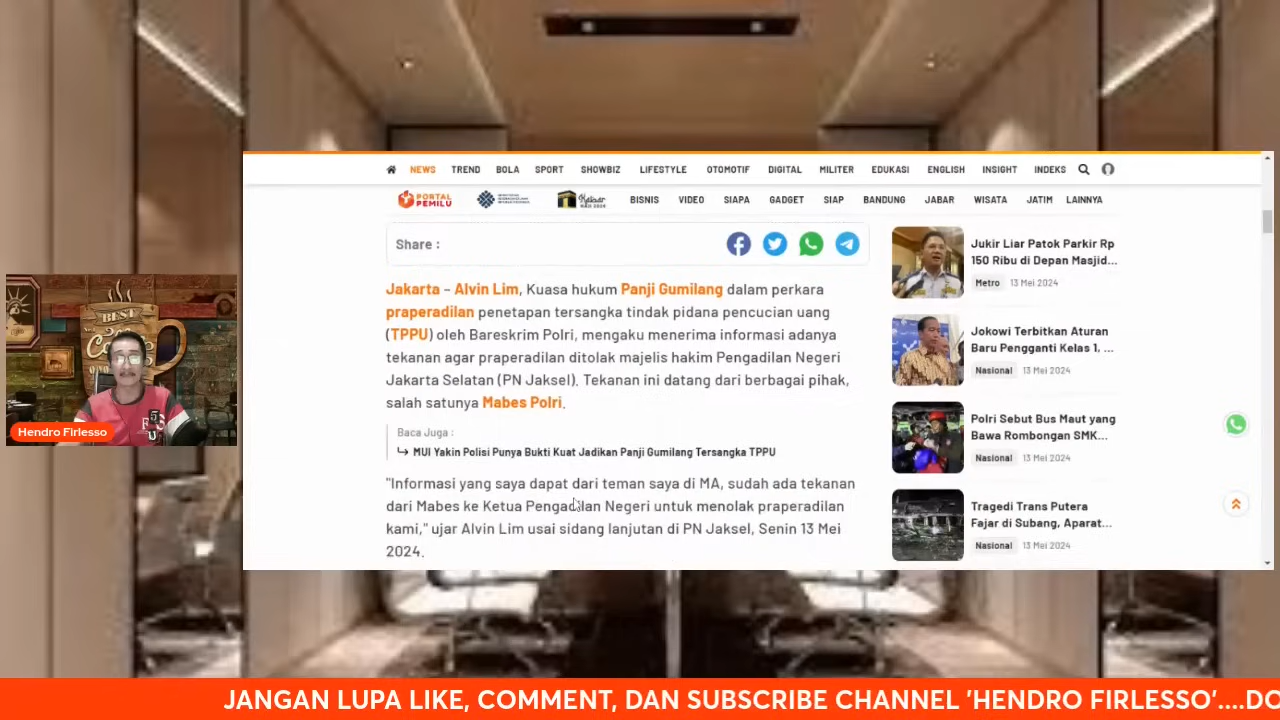 NEWS TREND BOLA SPORT SHOWBIZ LIFESTYLE OTOMOTIF DIGITAL MILITER EDUKASI ENGLISH INSIGHT INDEKS
PORTAL PEMILU BISNIS VIDEO SIAPA GADGET SIAP BANDUNG JABAR WISATA JATIM LAINNYA
Share :
Jakarta – Alvin Lim, Kuasa hukum Panji Gumilang dalam perkara
praperadilan penetapan tersangka tindak pidana pencucian uang
(TPPU) oleh Bareskrim Polri, mengaku menerima informasi adanya
tekanan agar praperadilan ditolak majelis hakim Pengadilan Negeri
Jakarta Selatan (PN Jaksel). Tekanan ini datang dari berbagai pihak,
salah satunya Mabes Polri.
Baca Juga :
MUI Yakin Polisi Punya Bukti Kuat Jadikan Panji Gumilang Tersangka TPPU
"Informasi yang saya dapat dari teman saya di MA, sudah ada tekanan
dari Mabes ke Ketua Pengadilan Negeri untuk menolak praperadilan
kami," ujar Alvin Lim usai sidang lanjutan di PN Jaksel, Senin 13 Mei
2024.
Jukir Liar Patok Parkir Rp
150 Ribu di Depan Masjid...
Metro 13 Mei 2024
Jokowi Terbitkan Aturan
Baru Pengganti Kelas 1, ...
Nasional 13 Mei 2024
Polri Sebut Bus Maut yang
Bawa Rombongan SMK...
Nasional 13 Mei 2024
Tragedi Trans Putera
Fajar di Subang, Aparat...
Nasional 13 Mei 2024
BEST
Hendro Firlesso
JANGAN LUPA LIKE, COMMENT, DAN SUBSCRIBE CHANNEL 'HENDRO FIRLESSO'....DO